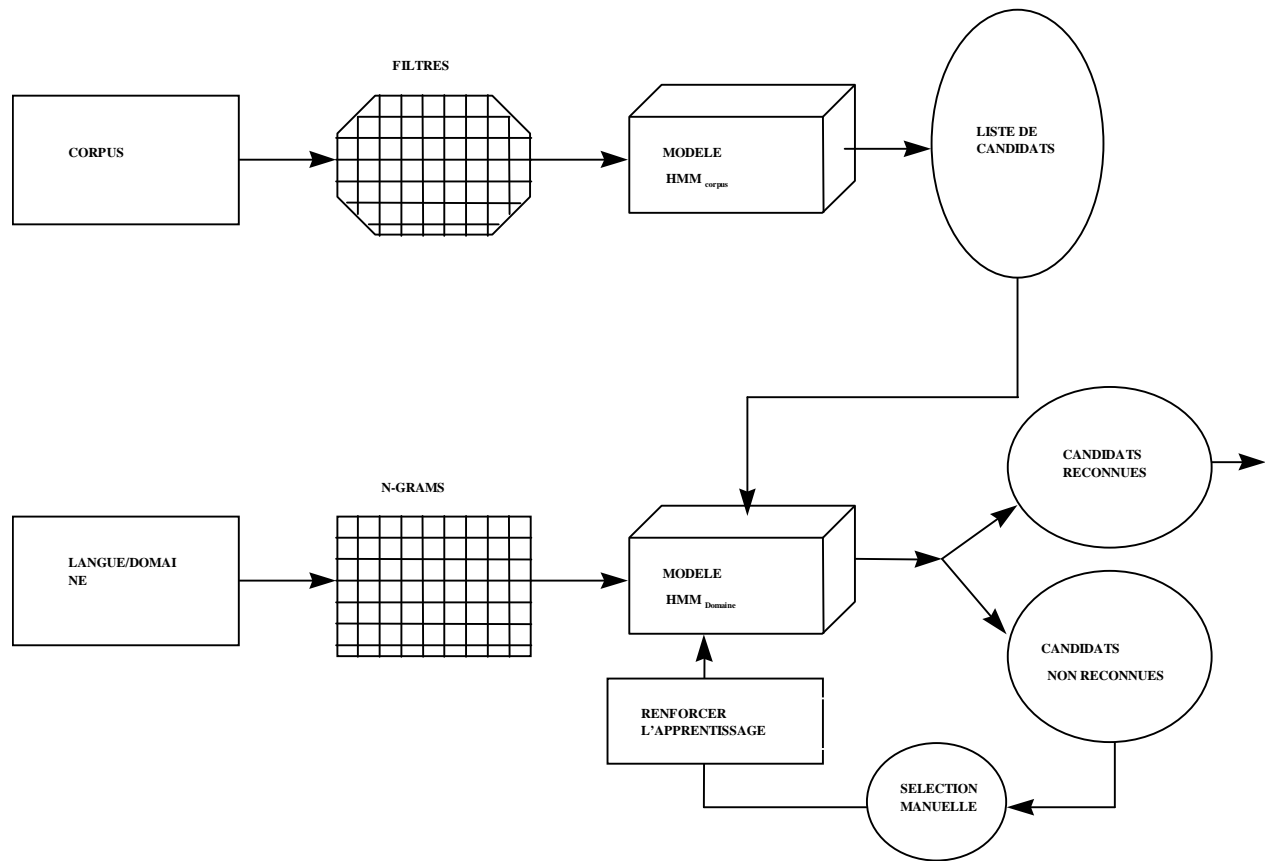 FILTRES
CORPUS
MODELE
HMM corpus
LISTE DE
CANDIDATS
CANDIDATS
RECONNUES
N-GRAMS
LANGUE/DOMAI
NE
MODELE
HMM Domaine
CANDIDATS
NON RECONNUES
RENFORCER
L'APPRENTISSAGE
SELECTION
MANUELLE